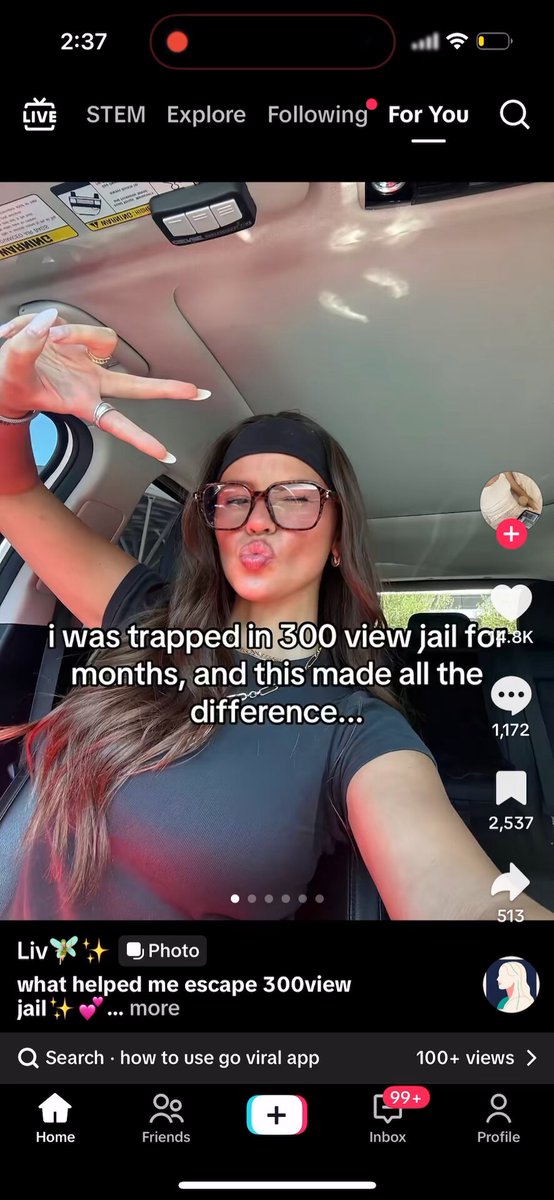 2:37
LIVE
STEM
Explore
Following
For You
WARNING
i was trapped in 300 view jail for
months, and this made all the
difference...
1,172
2,537
513
Liv🧚✨
Photo
what helped me escape 300view
jail✨💕... more
Search · how to use go viral app
100+ views
Home
Friends
99+
Inbox
Profile